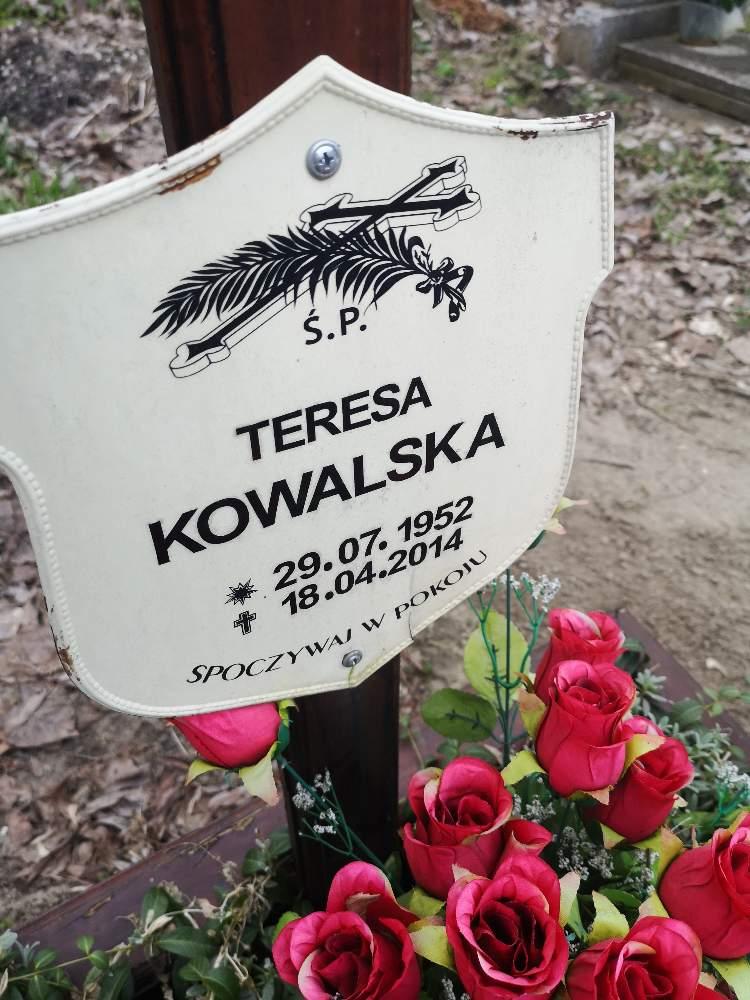 Ś.P.
TERESA
KOWALSKA
29.07.1952
18.04.2014
SPOCZYWAJ W POKOJU